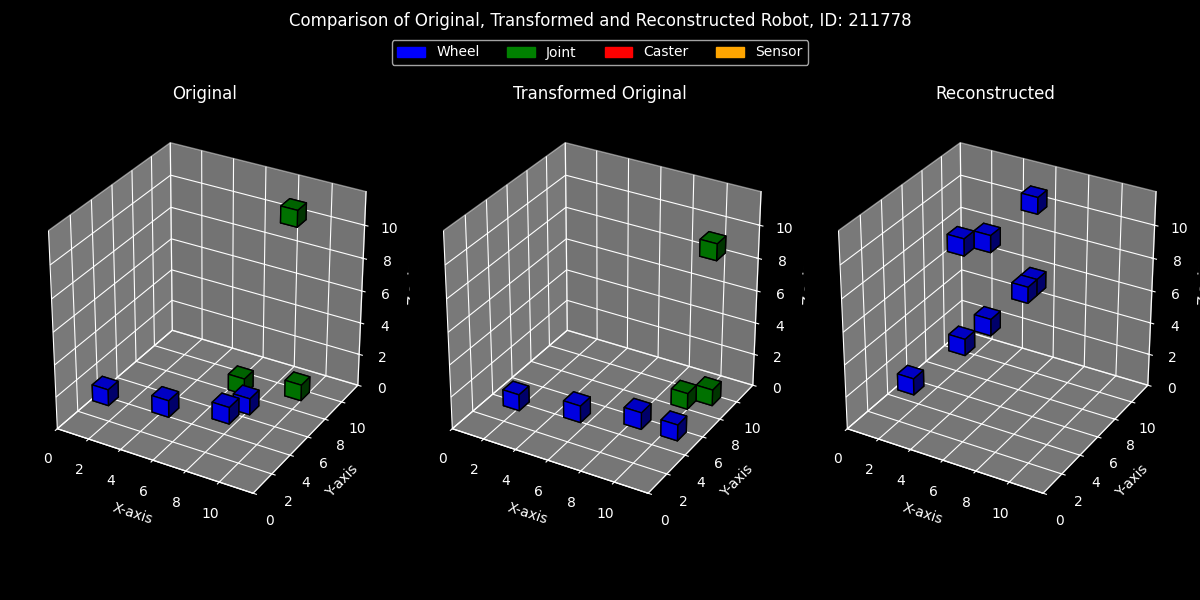 Comparison of Original, Transformed and Reconstructed Robot, ID: 211778
Wheel Joint Caster Sensor
Original
Transformed Original
Reconstructed
0 2 4 6 8 10
X-axis
0 2 4 6 8 10
Y-axis
0 2 4 6 8 10
0 2 4 6 8 10
X-axis
0 2 4 6 8 10
Y-axis
0 2 4 6 8 10
0 2 4 6 8 10
X-axis
0 2 4 6 8 10
Y-axis
0 2 4 6 8 10